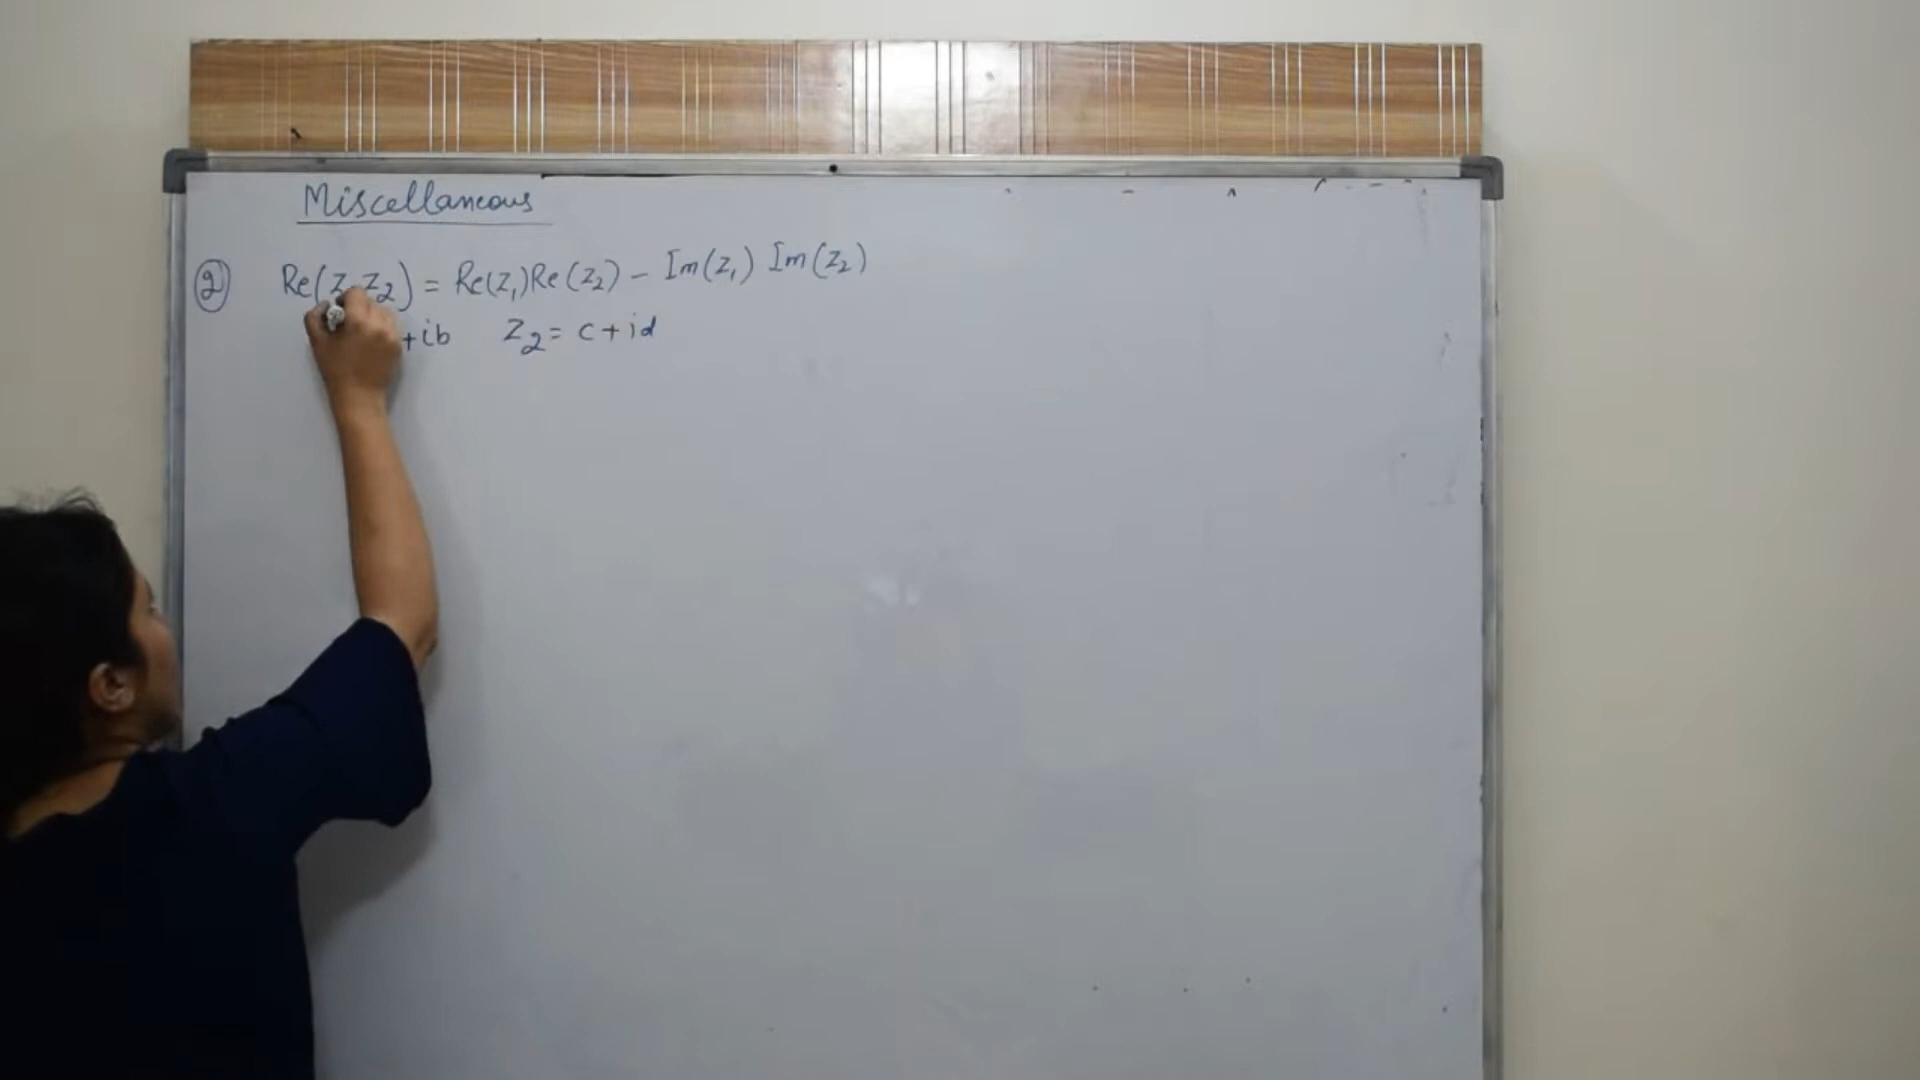 Miscellaneous
② Re(Z₁Z₂) = Re(Z₁)Re(Z₂) – Im(Z₁) Im(Z₂)
+ib Z₂ = c+id